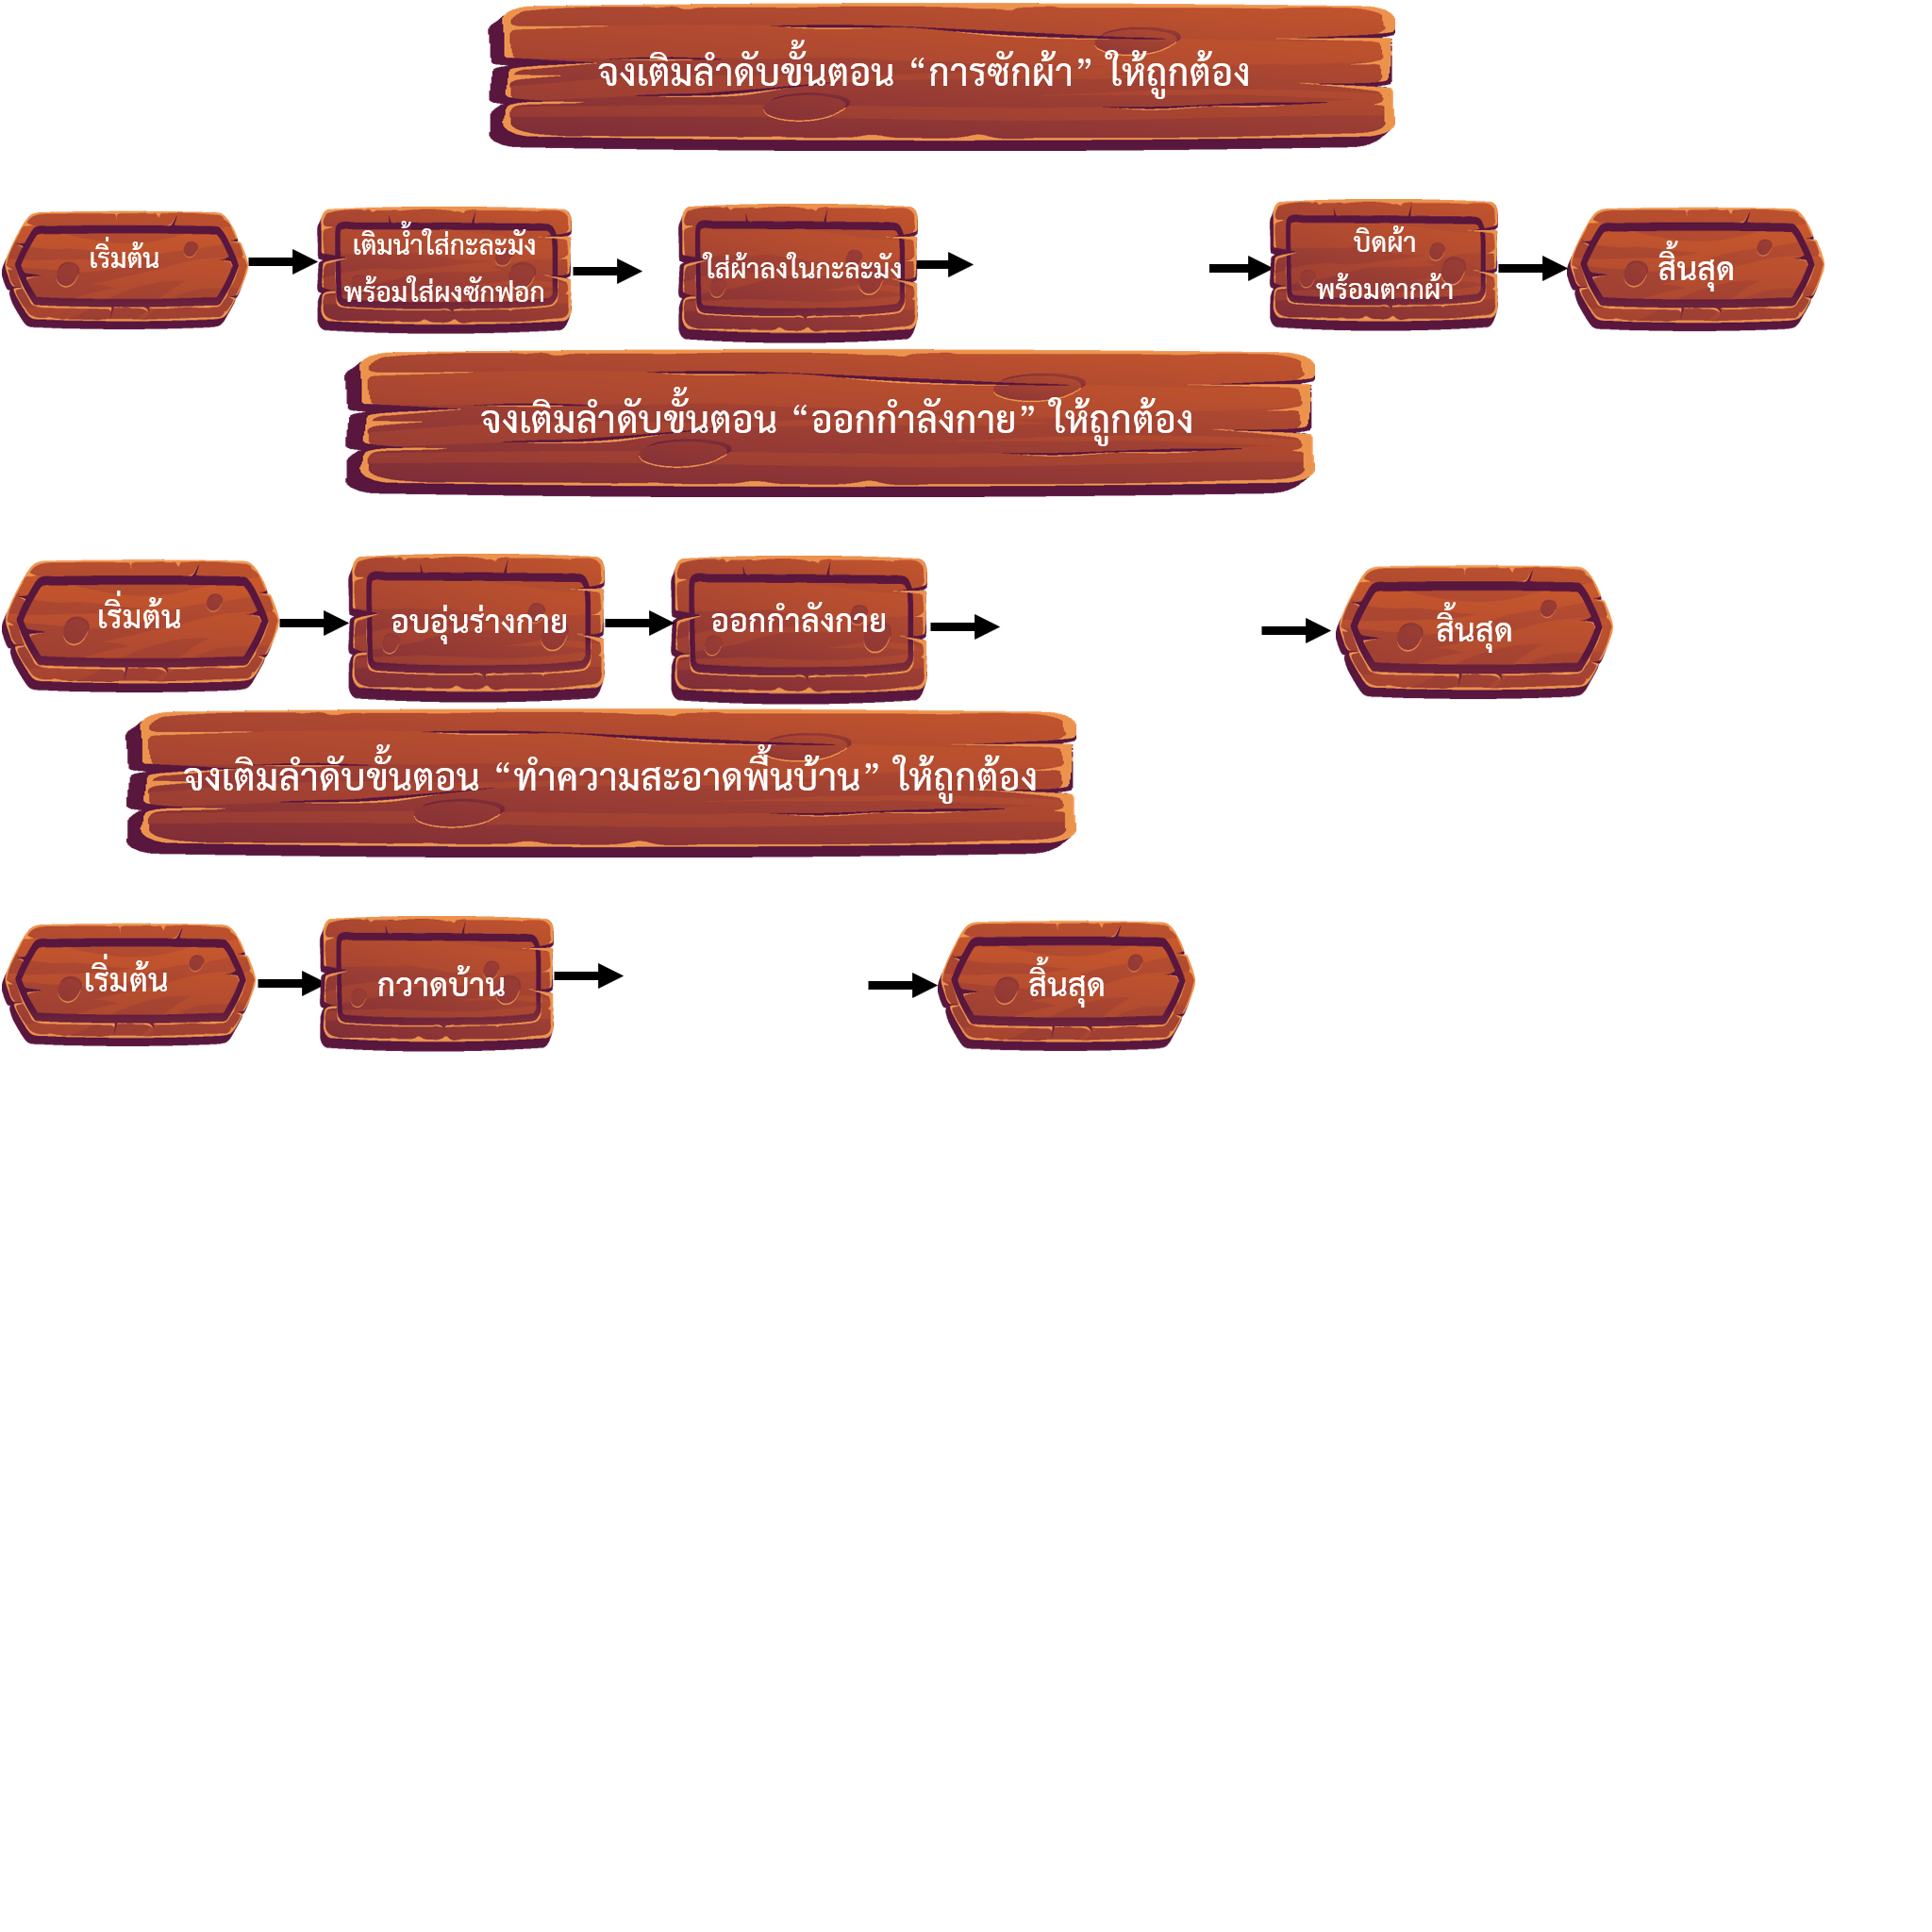 จงเติมลำดับขั้นตอน “การซักผ้า” ให้ถูกต้อง
เริ่มต้น
เติมน้ำใส่กะละมัง
พร้อมใส่ผงซักฟอก
ใส่ผ้าลงในกะละมัง
บิดผ้า
พร้อมตากผ้า
สิ้นสุด
จงเติมลำดับขั้นตอน “ออกกำลังกาย” ให้ถูกต้อง
เริ่มต้น
อบอุ่นร่างกาย
ออกกำลังกาย
สิ้นสุด
จงเติมลำดับขั้นตอน “ทำความสะอาดพื้นบ้าน” ให้ถูกต้อง
เริ่มต้น
กวาดบ้าน
สิ้นสุด